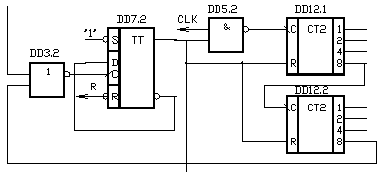 DD7.2
DD5.2
DD12.1
CLK
"1"
S
TT
&
C
CT2
1
2
4
8
DD3.2
1
D
C
R
R
R
DD12.2
C
CT2
1
2
4
R
8